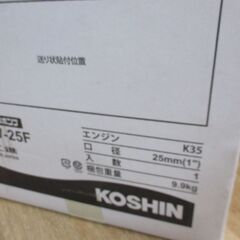 送り状貼付位置
-25F
エンジン K35
口径 25mm(1")
入数 1
梱包重量 9.9kg
KOSHIN